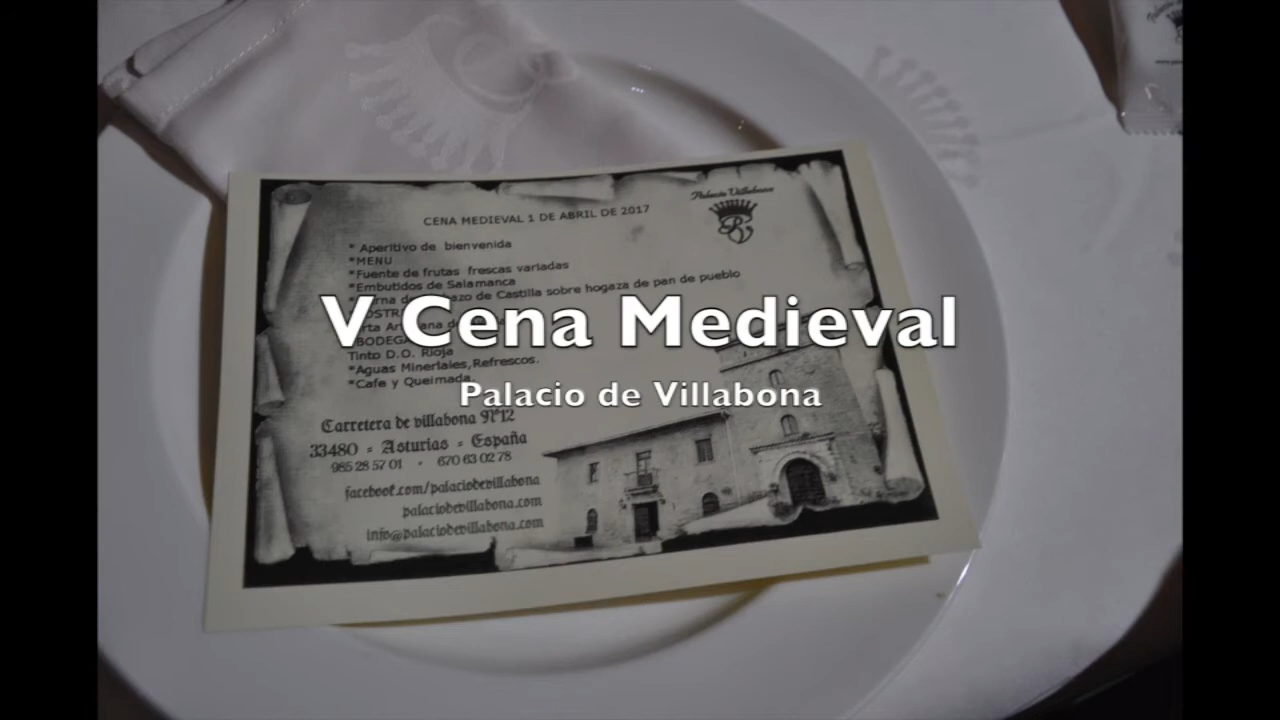 Palacio Villabona
CENA MEDIEVAL 1 DE ABRIL DE 2017
* Aperitivo de bienvenida
*MENU
*Fuente de frutas frescas variadas
*Embutidos de Salamanca
de Castilla sobre hogaza de pan de pueblo
V Cena Medieval
Tinto D.O. Rioja
*Aguas Minerlales,Refrescos.
*Cafe y Queimada
Palacio de Villabona
Carretera de villabona Nº12
33480 - Asturias - España
985 28 57 01 - 670 63 02 78
facebook.com/palaciodevillabona
palaciodevillabona.com
info@palaciodevillabona.com